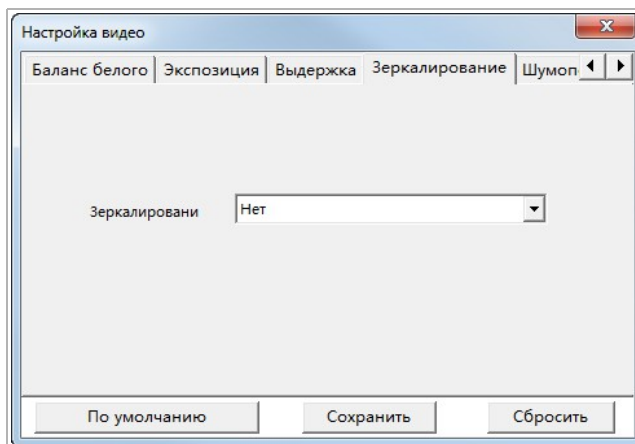 Настройка видео
Баланс белого Экспозиция Выдержка Зеркалирование Шумоп
Зеркалировани Нет
По умолчанию Сохранить Сбросить